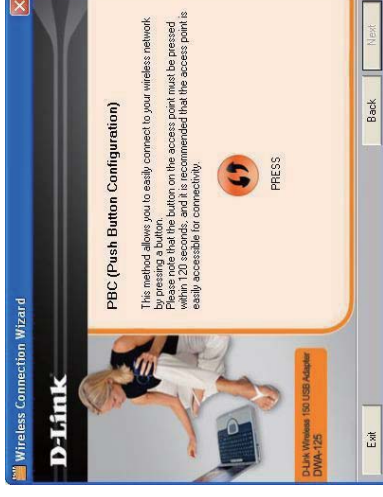 Wireless Connection Wizard
D-Link
PBC (Push Button Configuration)
This method allows you to easily connect to your wireless network
by pressing a button.
Please note that the button on the access point must be pressed
within 120 seconds, and it is recommended that the access point is
easily accessible for connectivity.
PRESS
D-Link Wireless 150 USB Adapter
DWA-125
Exit
Back
Next